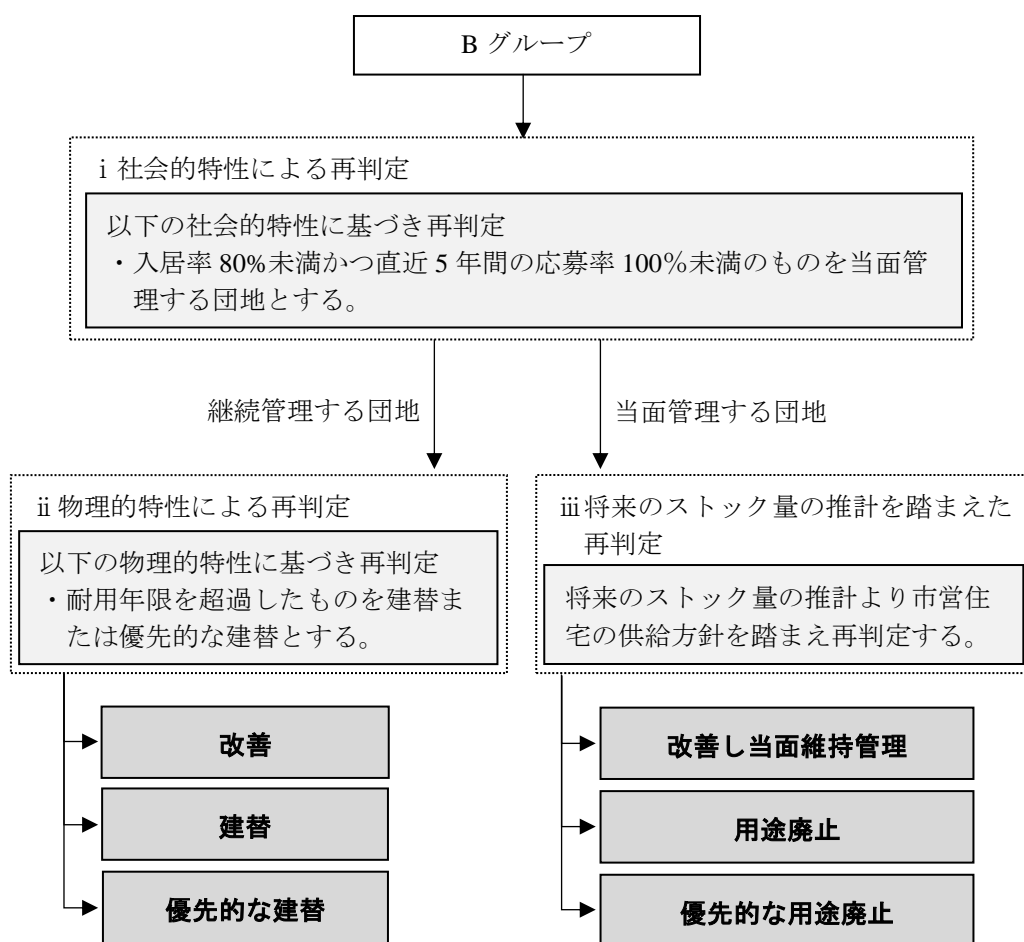 B グループ
ⅰ 社会的特性による再判定
以下の社会的特性に基づき再判定
・入居率 80%未満かつ直近 5 年間の応募率 100%未満のものを当面管
理する団地とする。
継続管理する団地
当面管理する団地
ⅱ 物理的特性による再判定
以下の物理的特性に基づき再判定
・耐用年限を超過したものを建替ま
たは優先的な建替とする。
ⅲ 将来のストック量の推計を踏まえた
再判定
将来のストック量の推計より市営住
宅の供給方針を踏まえ再判定する。
改善
建替
優先的な建替
改善し当面維持管理
用途廃止
優先的な用途廃止